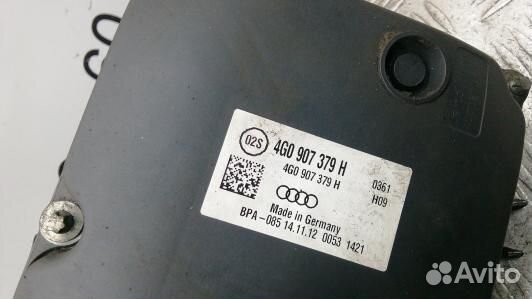 02S
4G0 907 379 H
4G0 907 379 H 0361
H09
Made in Germany
BPA-085 14.11.12 0053 1421
Avito